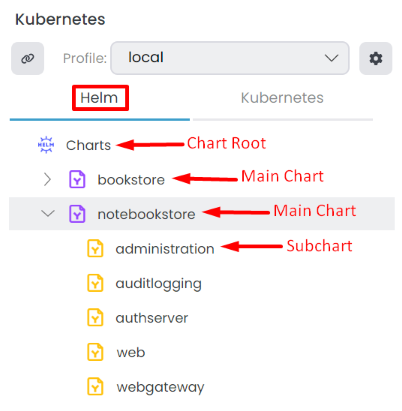 Kubernetes
Profile: local
Helm Kubernetes
HELM Charts Chart Root
bookstore Main Chart
notebookstore Main Chart
administration Subchart
auditlogging
authserver
web
webgateway